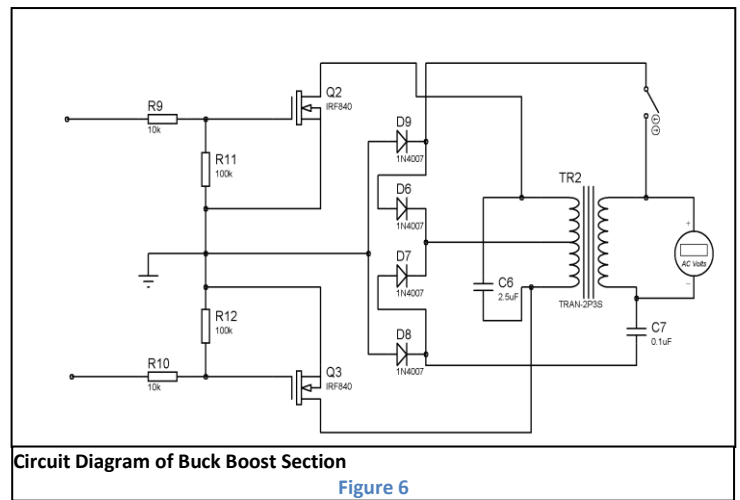 Q2
IRF840
R9
10k
D9
1N4007
R11
100k
D6
1N4007
TR2
D7
1N4007
+
AC Volts
-
C6
2.5uF
TRAN-2P3S
R12
100k
D8
1N4007
C7
0.1uF
R10
10k
Q3
IRF840
Circuit Diagram of Buck Boost Section
Figure 6